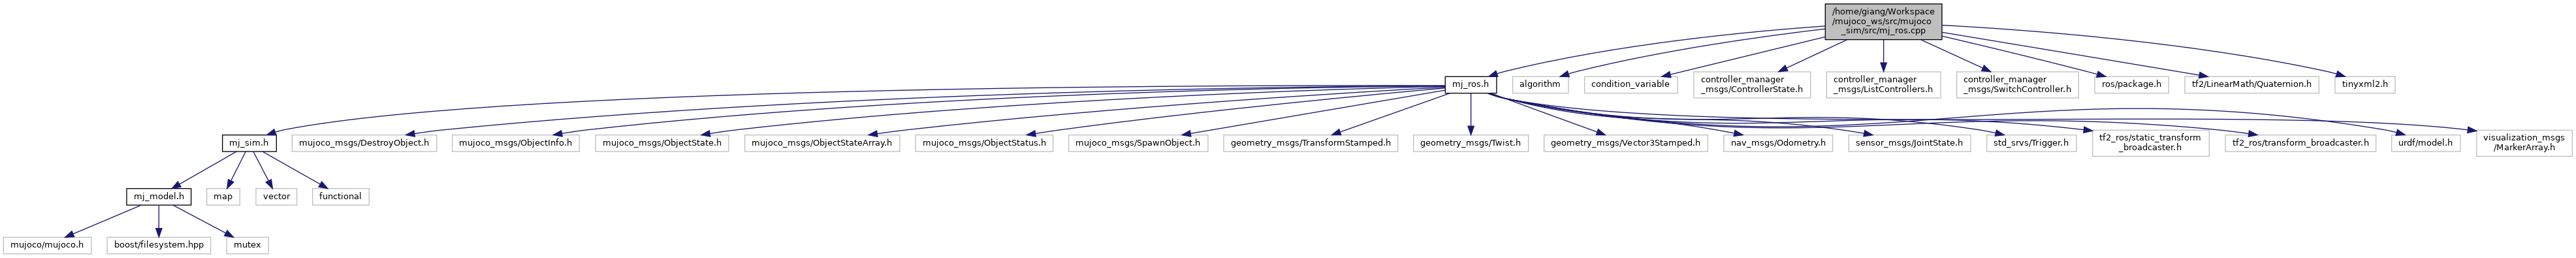 /home/giang/Workspace
/mujoco_ws/src/mujoco
_sim/src/mj_ros.cpp
mj_ros.h
algorithm
condition_variable
controller_manager
_msgs/ControllerState.h
controller_manager
_msgs/ListControllers.h
controller_manager
_msgs/SwitchController.h
ros/package.h
tf2/LinearMath/Quaternion.h
tinyxml2.h
mj_sim.h
mujoco_msgs/DestroyObject.h
mujoco_msgs/ObjectInfo.h
mujoco_msgs/ObjectState.h
mujoco_msgs/ObjectStateArray.h
mujoco_msgs/ObjectStatus.h
mujoco_msgs/SpawnObject.h
geometry_msgs/TransformStamped.h
geometry_msgs/Twist.h
geometry_msgs/Vector3Stamped.h
nav_msgs/Odometry.h
sensor_msgs/JointState.h
std_srvs/Trigger.h
tf2_ros/static_transform
_broadcaster.h
tf2_ros/transform_broadcaster.h
urdf/model.h
visualization_msgs
/MarkerArray.h
mj_model.h
map
vector
functional
mujoco/mujoco.h
boost/filesystem.hpp
mutex